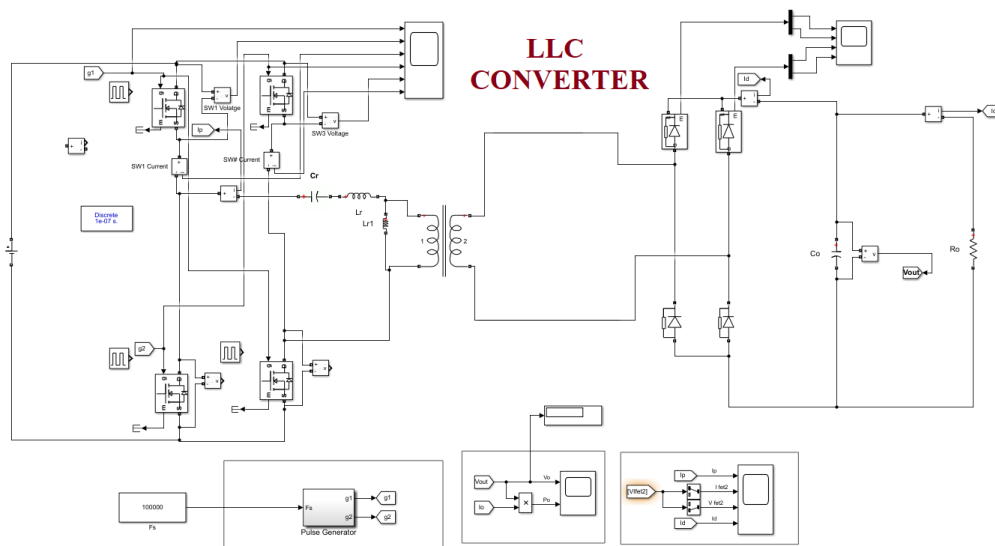 LLC
CONVERTER
g1
SW1 Volatge
Ip
SW3 Voltage
SW1 Current
SW# Current
Discrete
1e-07 s.
Cr
Lr
Lr1
1
2
g2
Id
E
E
Co
Vout
Ro
100000
Fs
Fs
g1
g2
g1
g2
Pulse Generator
Vout
Io
Vo
Po
×
[VIfet2]
Ip
Id
Ip
I fet2
V fet2
Id